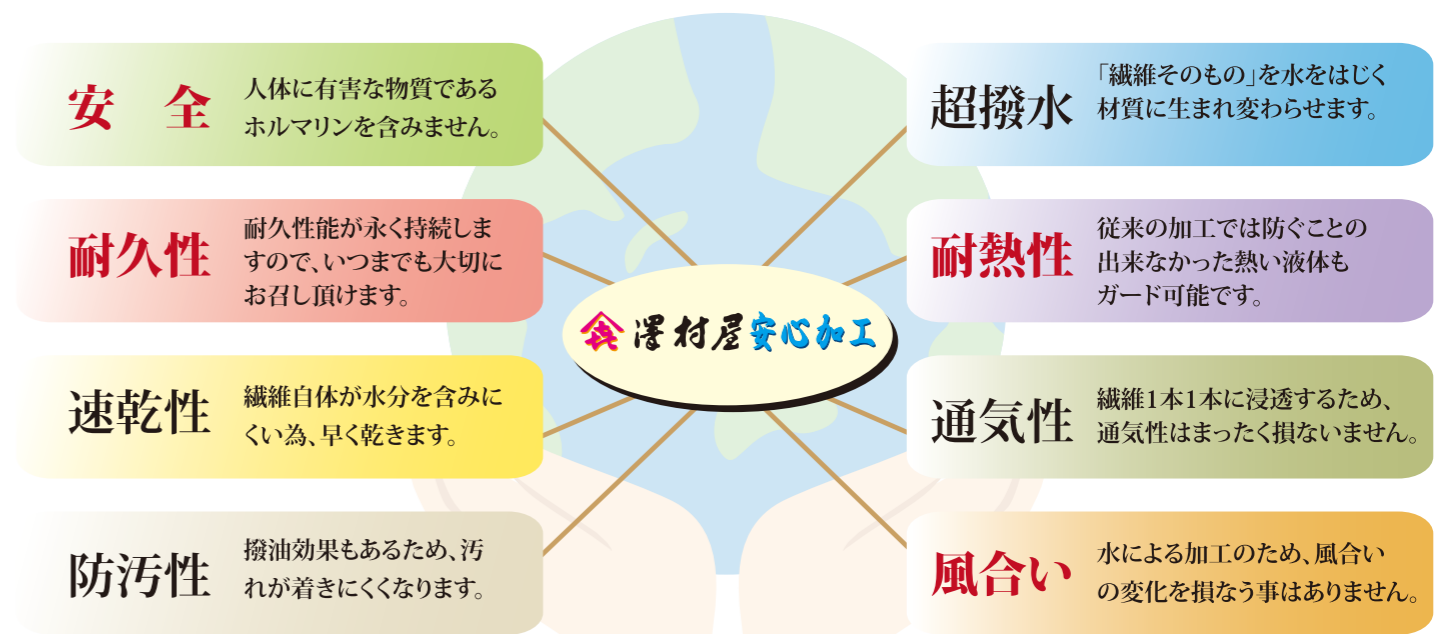 安　全
人体に有害な物質である
ホルマリンを含みません。
耐久性
耐久性能が永く持続しま
すので、いつまでも大切に
お召し頂けます。
速乾性
繊維自体が水分を含みに
くい為、早く乾きます。
防汚性
撥油効果もあるため、汚
れが着きにくくなります。
澤村屋安心加工
超撥水
「繊維そのもの」を水をはじく
材質に生まれ変わらせます。
耐熱性
従来の加工では防ぐことの
出来なかった熱い液体も
ガード可能です。
通気性
繊維1本1本に浸透するため、
通気性はまったく損ないません。
風合い
水による加工のため、風合い
の変化を損なう事はありません。